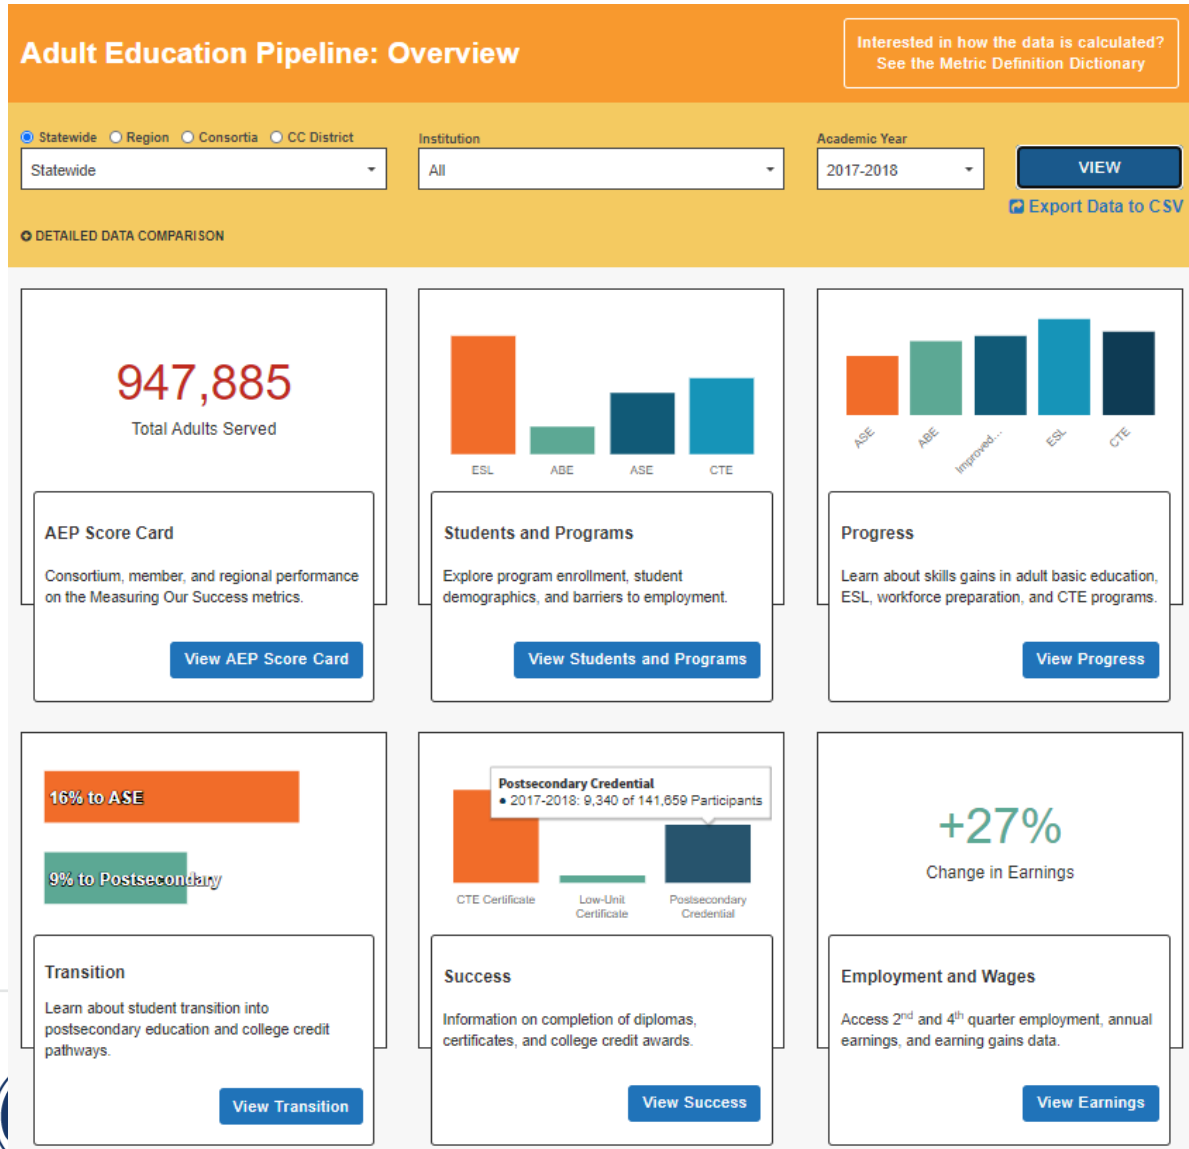 Adult Education Pipeline: Overview
Interested in how the data is calculated?
See the Metric Definition Dictionary
Statewide Region Consortia CC District
Statewide
Institution
All
Academic Year
2017-2018
VIEW
Export Data to CSV
DETAILED DATA COMPARISON
947,885
Total Adults Served
AEP Score Card
Consortium, member, and regional performance
on the Measuring Our Success metrics.
View AEP Score Card
ESL ABE ASE CTE
Students and Programs
Explore program enrollment, student
demographics, and barriers to employment.
View Students and Programs
ASE ABE Improved... ESL CTE
Progress
Learn about skills gains in adult basic education,
ESL, workforce preparation, and CTE programs.
View Progress
16% to ASE
9% to Postsecondary
Transition
Learn about student transition into
postsecondary education and college credit
pathways.
View Transition
Postsecondary Credential
● 2017-2018: 9,340 of 141,659 Participants
CTE Certificate
Low-Unit
Certificate
Postsecondary
Credential
Success
Information on completion of diplomas,
certificates, and college credit awards.
View Success
+27%
Change in Earnings
Employment and Wages
Access 2nd and 4th quarter employment, annual
earnings, and earning gains data.
View Earnings